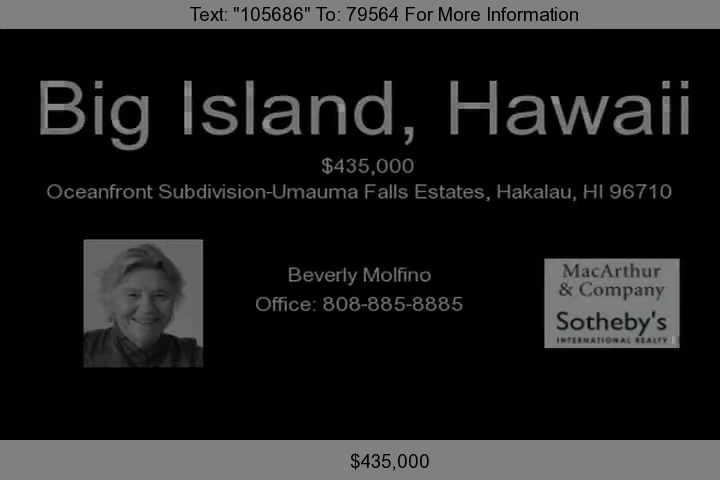 Text: "105686" To: 79564 For More Information
Big Island, Hawaii
$435,000
Oceanfront Subdivision-Umauma Falls Estates, Hakalau, HI 96710
Beverly Molfino
Office: 808-885-8885
MacArthur
& Company
Sotheby's
INTERNATIONAL REALTY
$435,000